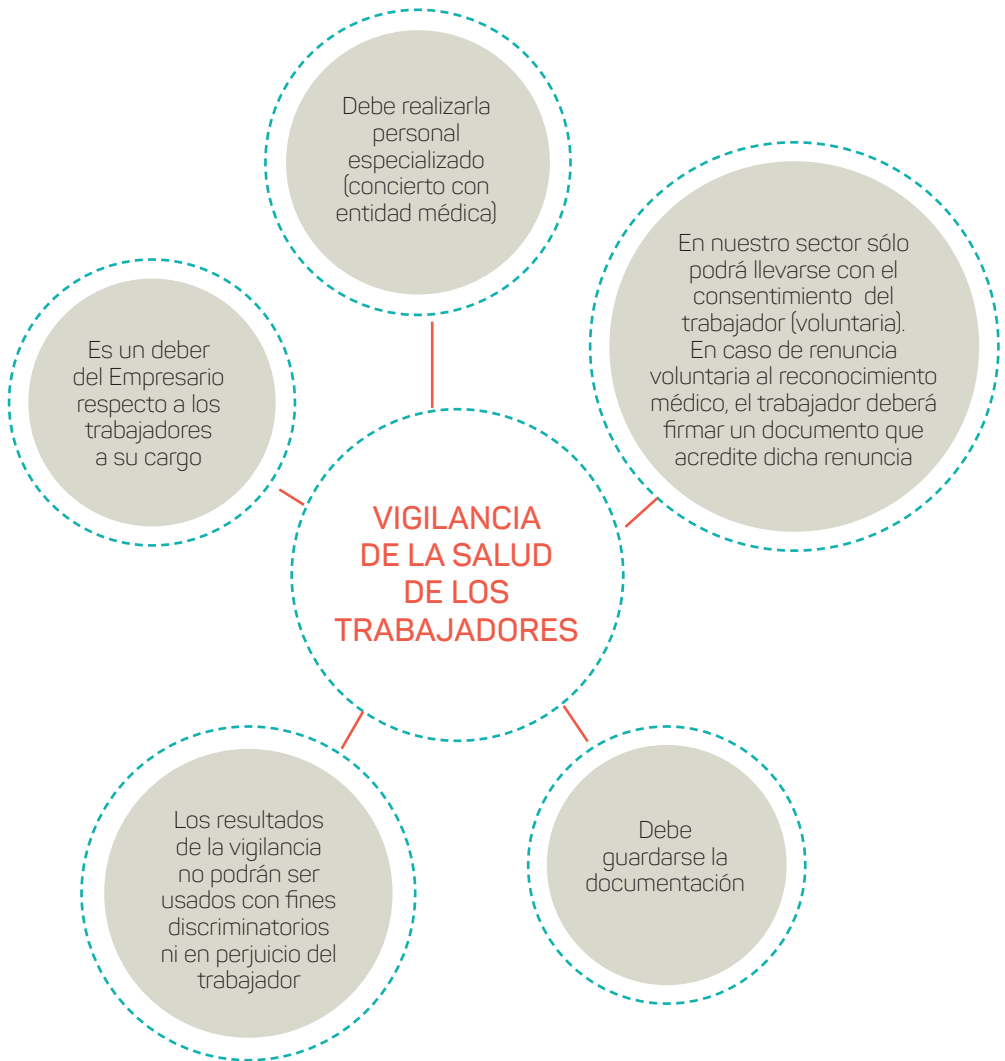 Debe realizarla
personal
especializado
(concierto con
entidad médica)
En nuestro sector sólo
podrá llevarse con el
consentimiento del
trabajador (voluntaria).
En caso de renuncia
voluntaria al reconocimiento
médico, el trabajador deberá
firmar un documento que
acredite dicha renuncia
Es un deber
del Empresario
respecto a los
trabajadores
a su cargo
VIGILANCIA
DE LA SALUD
DE LOS
TRABAJADORES
Los resultados
de la vigilancia
no podrán ser
usados con fines
discriminatorios
ni en perjuicio del
trabajador
Debe
guardarse la
documentación